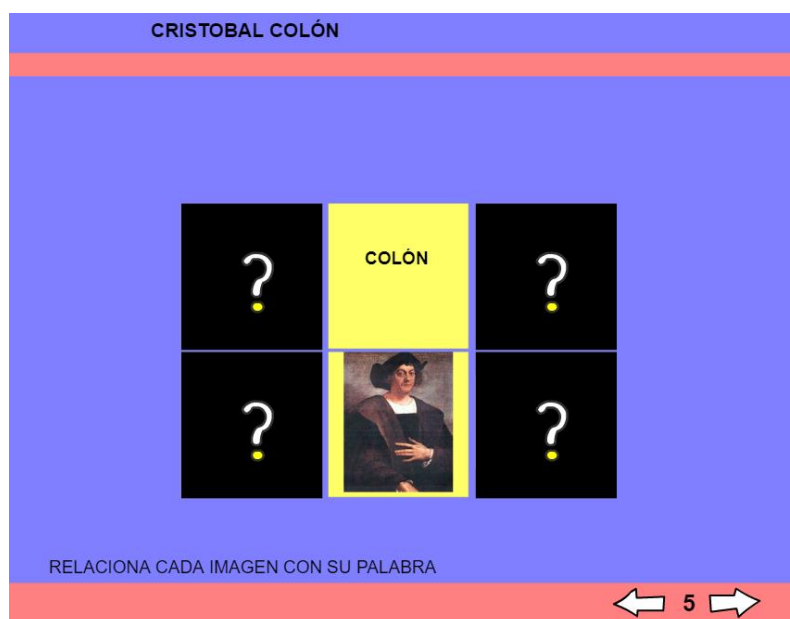 CRISTOBAL COLÓN
? COLÓN ?
? ?
RELACIONA CADA IMAGEN CON SU PALABRA
5